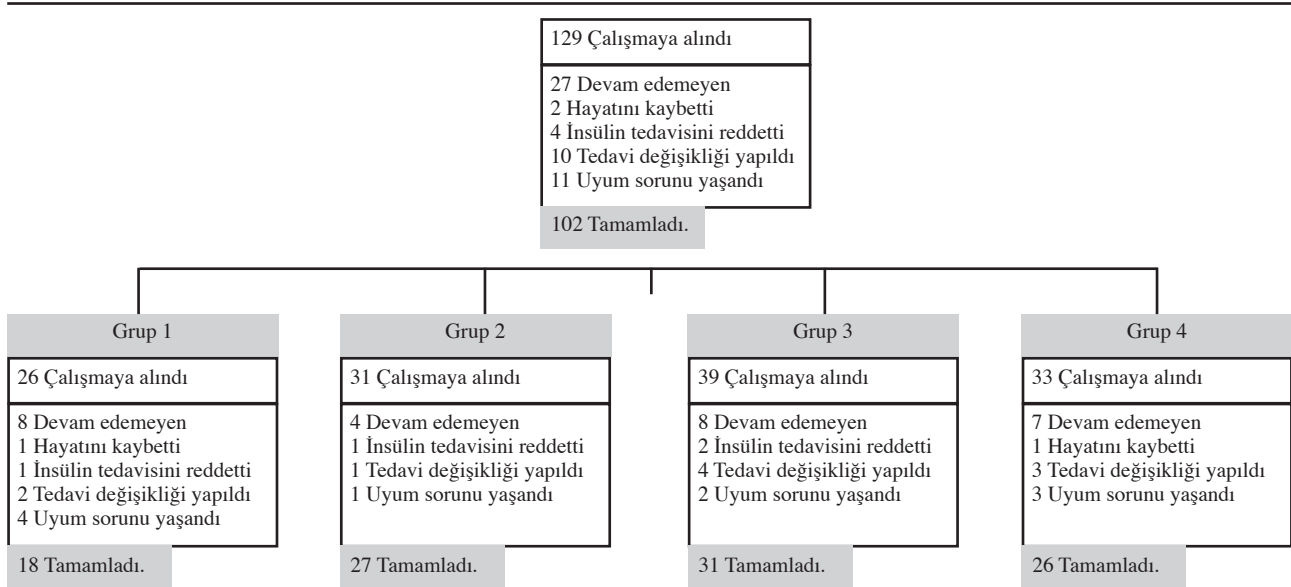 129 Çalışmaya alındı
27 Devam edemeyen
2 Hayatını kaybetti
4 İnsülin tedavisini reddetti
10 Tedavi değişikliği yapıldı
11 Uyum sorunu yaşandı
102 Tamamladı.
Grup 1
26 Çalışmaya alındı
8 Devam edemeyen
1 Hayatını kaybetti
1 İnsülin tedavisini reddetti
2 Tedavi değişikliği yapıldı
4 Uyum sorunu yaşandı
18 Tamamladı.
Grup 2
31 Çalışmaya alındı
4 Devam edemeyen
1 İnsülin tedavisini reddetti
1 Tedavi değişikliği yapıldı
1 Uyum sorunu yaşandı
27 Tamamladı.
Grup 3
39 Çalışmaya alındı
8 Devam edemeyen
2 İnsülin tedavisini reddetti
4 Tedavi değişikliği yapıldı
2 Uyum sorunu yaşandı
31 Tamamladı.
Grup 4
33 Çalışmaya alındı
7 Devam edemeyen
1 Hayatını kaybetti
3 Tedavi değişikliği yapıldı
3 Uyum sorunu yaşandı
26 Tamamladı.